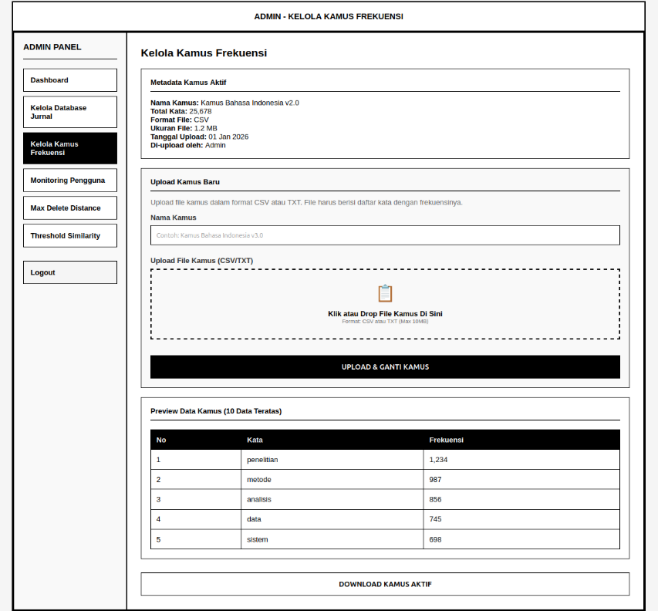 ADMIN - KELOLA KAMUS FREKUENSI
ADMIN PANEL
Dashboard
Kelola Database
Jurnal
Kelola Kamus
Frekuensi
Monitoring Pengguna
Max Delete Distance
Threshold Similarity
Logout
Kelola Kamus Frekuensi
Metadata Kamus Aktif
Nama Kamus: Kamus Bahasa Indonesia v2.0
Total Kata: 25,678
Format File: CSV
Ukuran File: 1,2 MB
Tanggal Upload: 01 Jan 2026
Di-upload oleh: Admin
Upload Kamus Baru
Upload file kamus dalam format CSV atau TXT. File harus berisi daftar kata dengan frekuensinya.
Nama Kamus
Contoh: Kamus Bahasa Indonesia v3.0
Upload File Kamus (CSV/TXT)
Klik atau Drop File Kamus Di Sini
Format: CSV atau TXT (Max 10MB)
UPLOAD & GANTI KAMUS
Preview Data Kamus (10 Data Teratas)
No Kata Frekuensi
1 penelitian 1,234
2 metode 987
3 analisis 856
4 data 745
5 sistem 698
DOWNLOAD KAMUS AKTIF